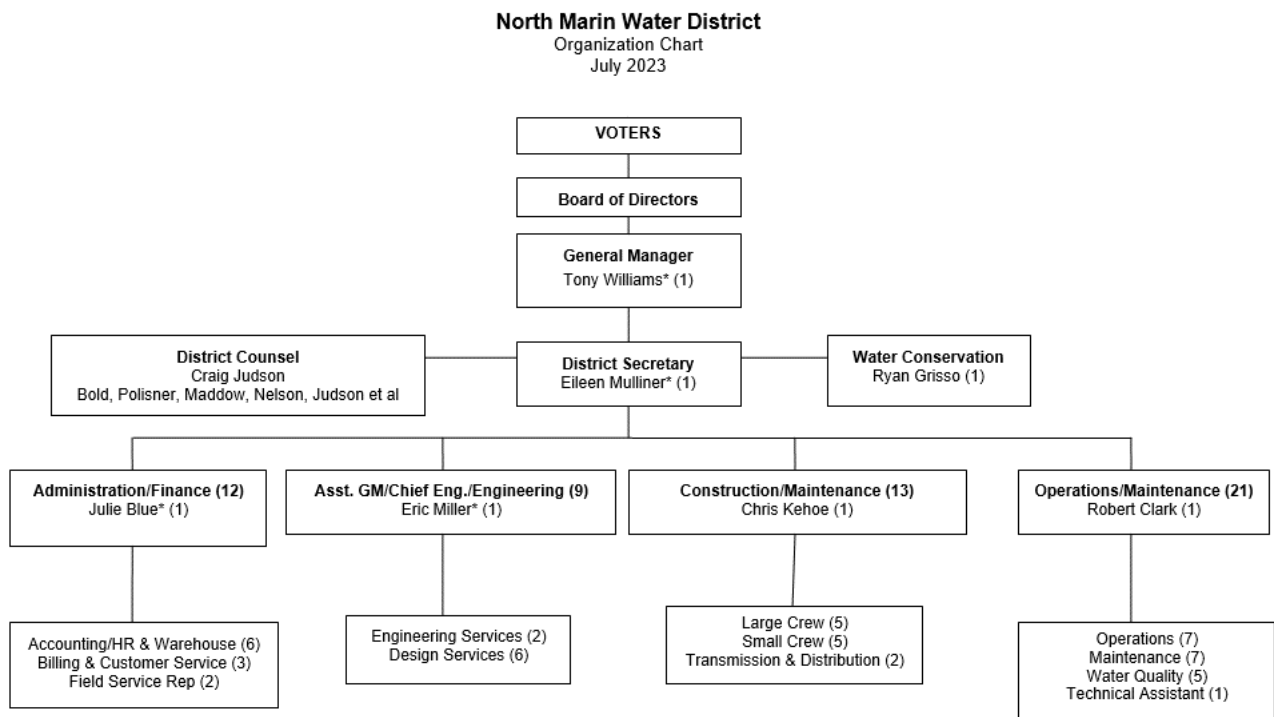 North Marin Water District
Organization Chart
July 2023
VOTERS
Board of Directors
General Manager
Tony Williams* (1)
District Counsel
Craig Judson
Bold, Polisner, Maddow, Nelson, Judson et al
District Secretary
Eileen Mulliner* (1)
Water Conservation
Ryan Grisso (1)
Administration/Finance (12)
Julie Blue* (1)
Asst. GM/Chief Eng./Engineering (9)
Eric Miller* (1)
Construction/Maintenance (13)
Chris Kehoe (1)
Operations/Maintenance (21)
Robert Clark (1)
Accounting/HR & Warehouse (6)
Billing & Customer Service (3)
Field Service Rep (2)
Engineering Services (2)
Design Services (6)
Large Crew (5)
Small Crew (5)
Transmission & Distribution (2)
Operations (7)
Maintenance (7)
Water Quality (5)
Technical Assistant (1)